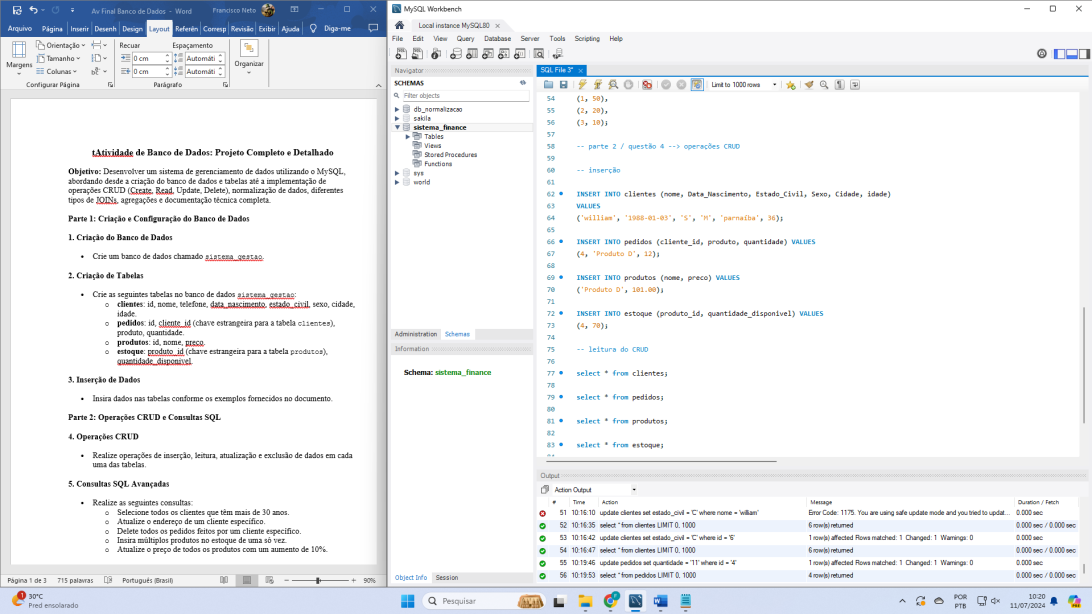 Av Final Banco de Dados - Word
Francisco Neto
Arquivo Página Inserir Desenh Design Layout Referên Corresp Revisão Exibir Ajuda Diga-me
Margens
Orientação
Tamanho
Colunas
Configurar Página
Recuar
0 cm
0 cm
Espaçamento
Automáti
Automáti
Parágrafo
Organizar
tAtividade de Banco de Dados: Projeto Completo e Detalhado
Objetivo: Desenvolver um sistema de gerenciamento de dados utilizando o MySQL,
abordando desde a criação do banco de dados e tabelas até a implementação de
operações CRUD (Create, Read, Update, Delete), normalização de dados, diferentes
tipos de JOINs, agregações e documentação técnica completa.
Parte 1: Criação e Configuração do Banco de Dados
1. Criação do Banco de Dados
• Crie um banco de dados chamado sistema_gestao.
2. Criação de Tabelas
• Crie as seguintes tabelas no banco de dados sistema_gestao:
o clientes: id, nome, telefone, data_nascimento, estado_civil, sexo, cidade,
idade.
o pedidos: id, cliente_id (chave estrangeira para a tabela clientes),
produto, quantidade.
o produtos: id, nome, preco.
o estoque: produto_id (chave estrangeira para a tabela produtos),
quantidade_disponivel.
3. Inserção de Dados
• Insira dados nas tabelas conforme os exemplos fornecidos no documento.
Parte 2: Operações CRUD e Consultas SQL
4. Operações CRUD
• Realize operações de inserção, leitura, atualização e exclusão de dados em cada
uma das tabelas.
5. Consultas SQL Avançadas
• Realize as seguintes consultas:
o Selecione todos os clientes que têm mais de 30 anos.
o Atualize o endereço de um cliente específico.
o Delete todos os pedidos feitos por um cliente específico.
o Insira múltiplos produtos no estoque de uma só vez.
o Atualize o preço de todos os produtos com um aumento de 10%.
Página 1 de 3 715 palavras Português (Brasil) 90%
MySQL Workbench
Local instance MySQL80
File Edit View Query Database Server Tools Scripting Help
Navigator
SCHEMAS
Filter objects
db_normalizacao
sakila
sistema_finance
Tables
Views
Stored Procedures
Functions
sys
world
Administration Schemas
Information
Schema: sistema_finance
Object Info Session
SQL File 3*
Limit to 1000 rows
54 (1, 50),
55 (2, 20),
56 (3, 10);
57
58 -- parte 2 / questão 4 --> operações CRUD
59
60 -- inserção
61
62 INSERT INTO clientes (nome, Data_Nascimento, Estado_Civil, Sexo, Cidade, idade)
63 VALUES
64 ('william', '1988-01-03', 'S', 'M', 'parnaíba', 36);
65
66 INSERT INTO pedidos (cliente_id, produto, quantidade) VALUES
67 (4, 'Produto D', 12);
68
69 INSERT INTO produtos (nome, preco) VALUES
70 ('Produto D', 101.00);
71
72 INSERT INTO estoque (produto_id, quantidade_disponivel) VALUES
73 (4, 70);
74
75 -- leitura do CRUD
76
77 select * from clientes;
78
79 select * from pedidos;
80
81 select * from produtos;
82
83 select * from estoque;
Output
Action Output
# Time Action Message Duration / Fetch
51 10:16:10 update clientes set estado_civil = 'C' where nome = 'william' Error Code: 1175. You are using safe update mode and you tried to updat... 0.000 sec
52 10:16:35 select * from clientes LIMIT 0, 1000 6 row(s) returned 0.000 sec / 0.000 sec
53 10:16:42 update clientes set estado_civil = 'C' where id = '6' 1 row(s) affected Rows matched: 1 Changed: 1 Warnings: 0 0.000 sec
54 10:16:47 select * from clientes LIMIT 0, 1000 6 row(s) returned 0.000 sec / 0.000 sec
55 10:19:46 update pedidos set quantidade = '11' where id = '4' 1 row(s) affected Rows matched: 1 Changed: 1 Warnings: 0 0.000 sec
56 10:19:53 select * from pedidos LIMIT 0, 1000 4 row(s) returned 0.000 sec / 0.000 sec
30°C
Pred ensolarado
Pesquisar
POR
PTB
10:20
11/07/2024